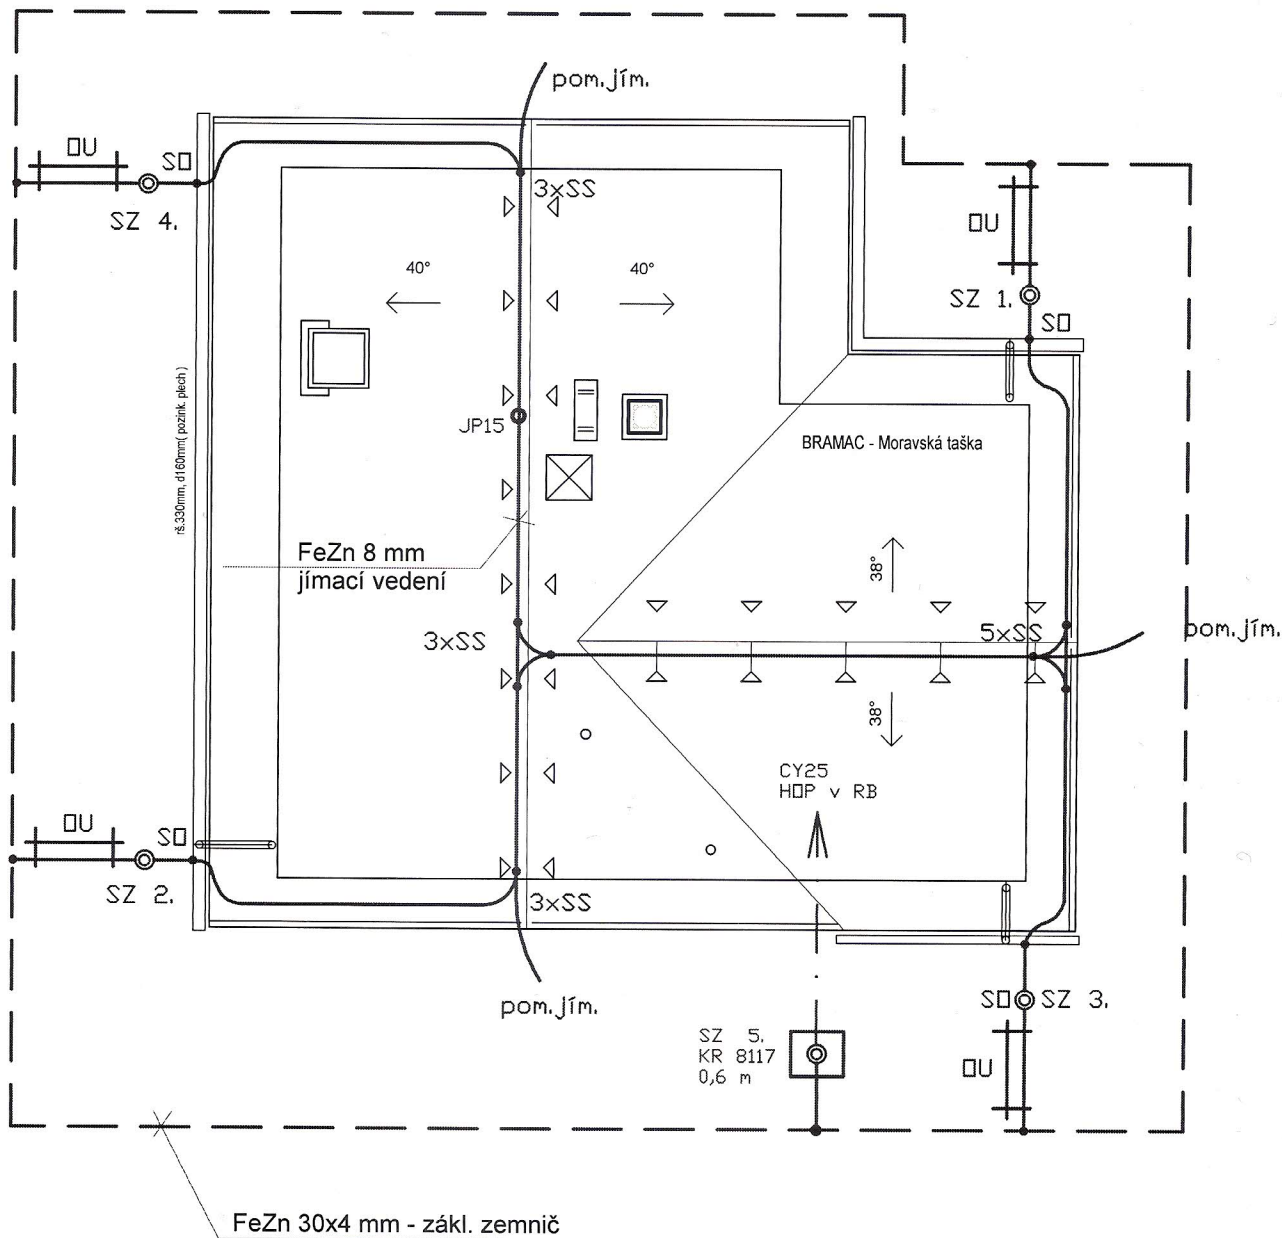 pom.jím.
OU
SO
SZ 4.
3xSS
OU
40°
40°
SZ 1.
SO
rš.330mm, d160mm( pozink. plech )
JP15
BRAMAC - Moravská taška
FeZn 8 mm
jímací vedení
38°
3xSS
5xSS
pom.jím.
38°
CY25
HOP v RB
OU
SO
SZ 2.
3xSS
pom.jím.
SO
SZ 3.
SZ 5.
KR 8117
0,6 m
OU
FeZn 30x4 mm - zákl. zemnič